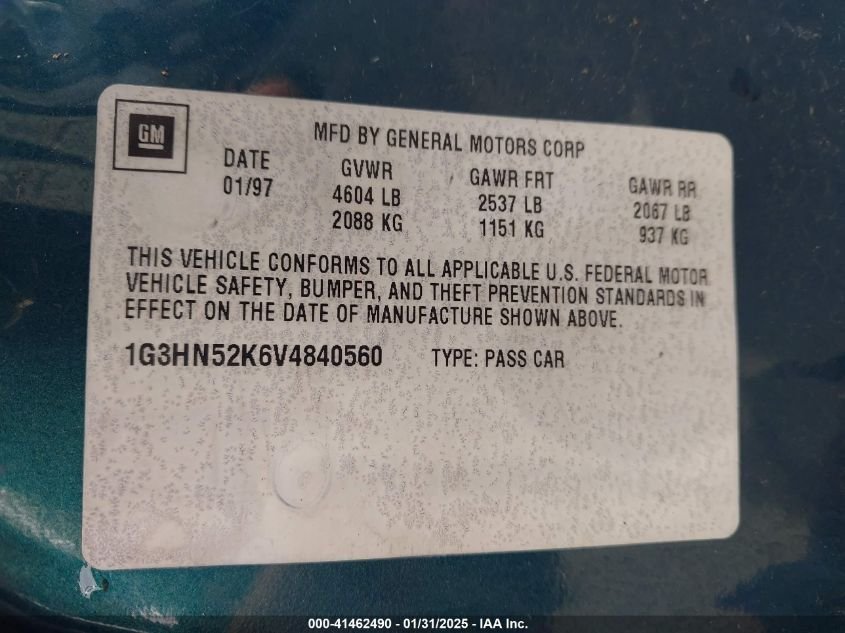 GM
MFD BY GENERAL MOTORS CORP
DATE GVWR GAWR FRT GAWR RR
01/97 4604 LB 2537 LB 2067 LB
2088 KG 1151 KG 937 KG
THIS VEHICLE CONFORMS TO ALL APPLICABLE U.S. FEDERAL MOTOR
VEHICLE SAFETY, BUMPER, AND THEFT PREVENTION STANDARDS IN
EFFECT ON THE DATE OF MANUFACTURE SHOWN ABOVE.
1G3HN52K6V4840560 TYPE: PASS CAR
000-41462490 - 01/31/2025 - IAA Inc.